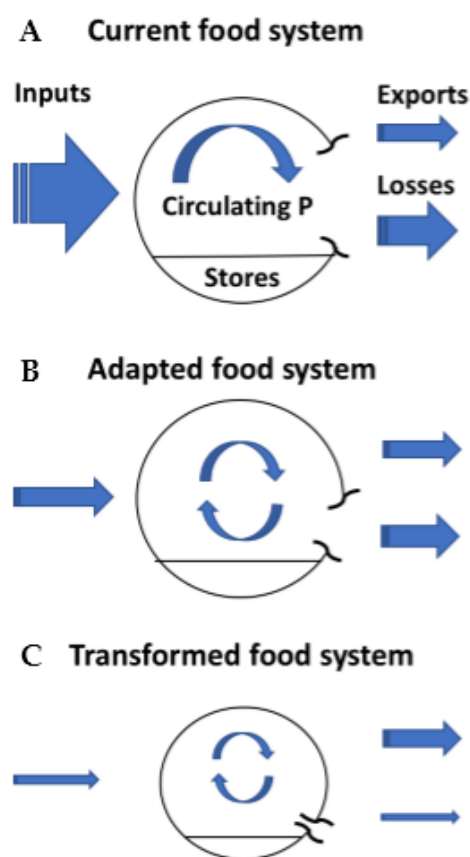 A Current food system
Inputs
Exports
Losses
Circulating P
Stores
B Adapted food system
C Transformed food system